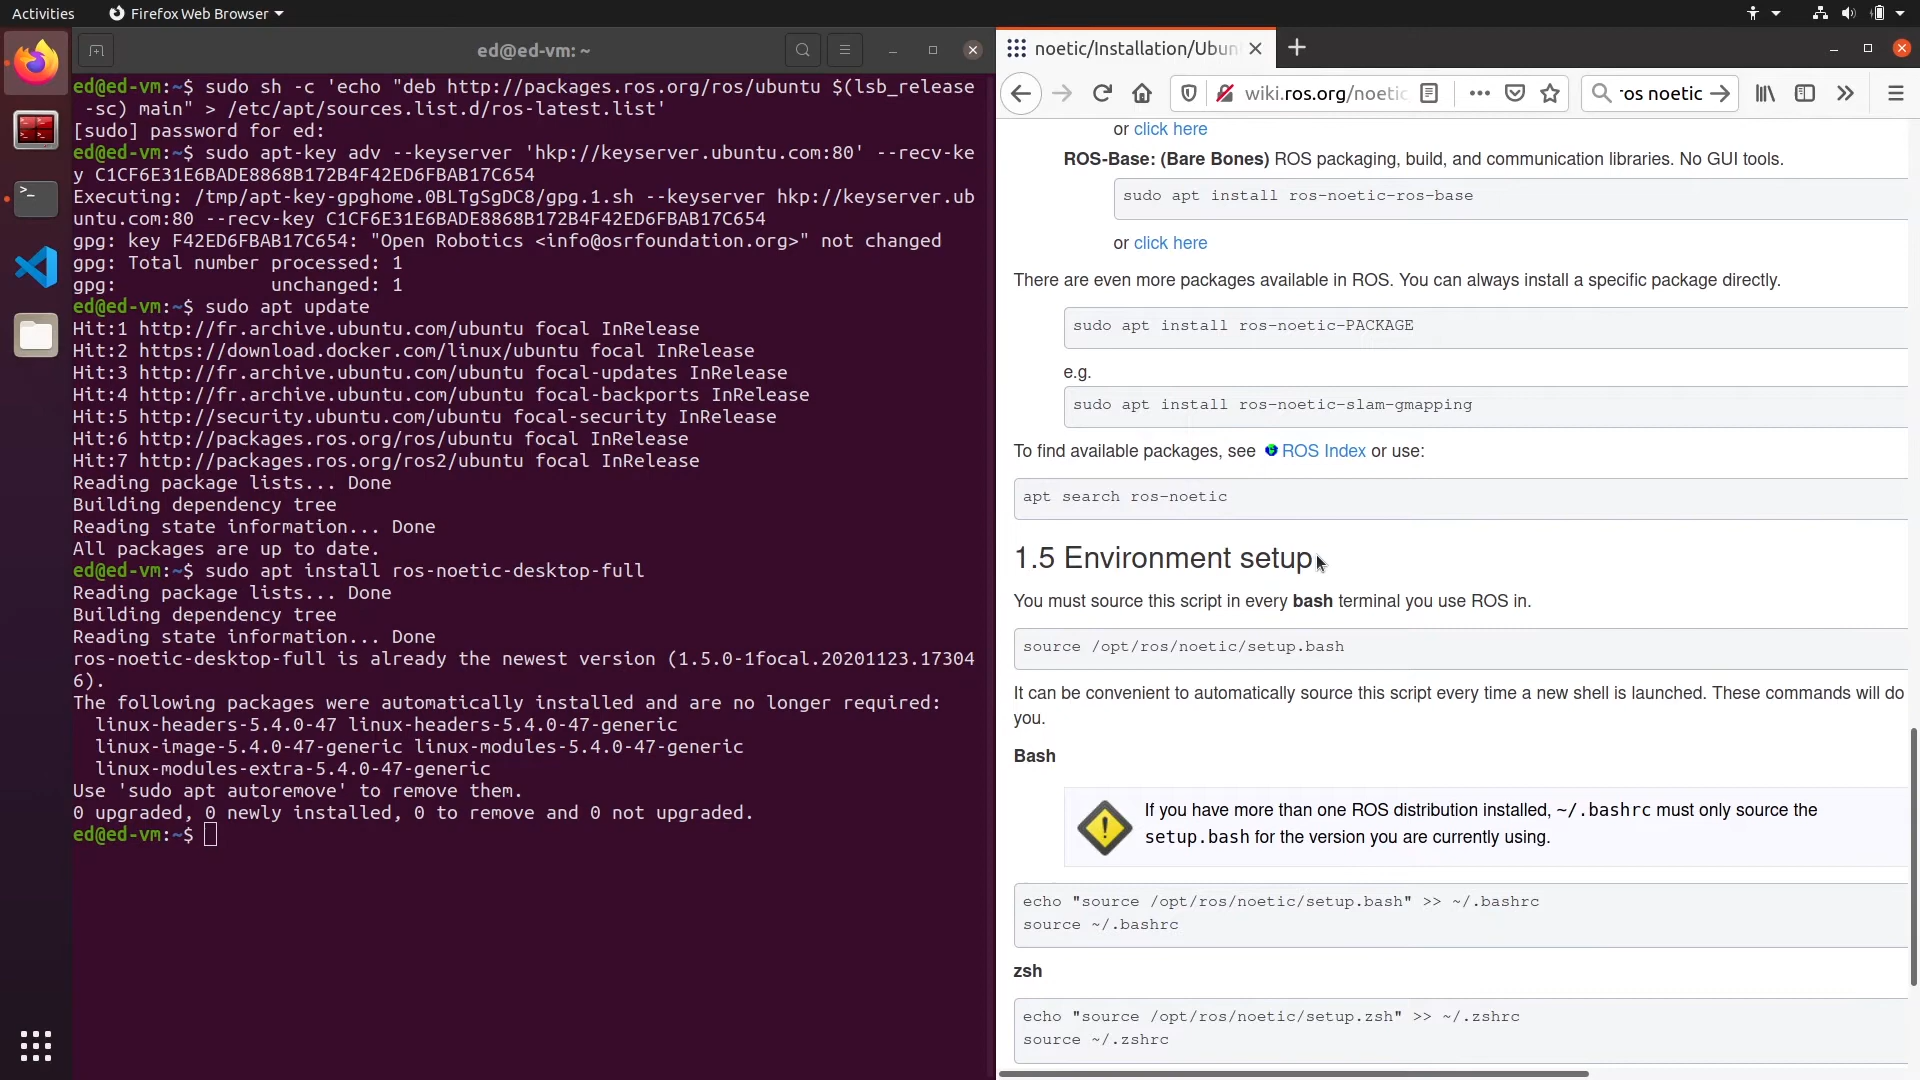 Activities
Firefox Web Browser
ed@ed-vm: ~
ed@ed-vm:~$ sudo sh -c 'echo "deb http://packages.ros.org/ros/ubuntu $(lsb_release
 -sc) main" > /etc/apt/sources.list.d/ros-latest.list'
[sudo] password for ed:
ed@ed-vm:~$ sudo apt-key adv --keyserver 'hkp://keyserver.ubuntu.com:80' --recv-ke
y C1CF6E31E6BADE8868B172B4F42ED6FBAB17C654
Executing: /tmp/apt-key-gpghome.0BLTgSgDC8/gpg.1.sh --keyserver hkp://keyserver.ub
untu.com:80 --recv-key C1CF6E31E6BADE8868B172B4F42ED6FBAB17C654
gpg: key F42ED6FBAB17C654: "Open Robotics <info@osrfoundation.org>" not changed
gpg: Total number processed: 1
gpg:              unchanged: 1
ed@ed-vm:~$ sudo apt update
Hit:1 http://fr.archive.ubuntu.com/ubuntu focal InRelease
Hit:2 https://download.docker.com/linux/ubuntu focal InRelease
Hit:3 http://fr.archive.ubuntu.com/ubuntu focal-updates InRelease
Hit:4 http://fr.archive.ubuntu.com/ubuntu focal-backports InRelease
Hit:5 http://security.ubuntu.com/ubuntu focal-security InRelease
Hit:6 http://packages.ros.org/ros/ubuntu focal InRelease
Hit:7 http://packages.ros.org/ros2/ubuntu focal InRelease
Reading package lists... Done
Building dependency tree
Reading state information... Done
All packages are up to date.
ed@ed-vm:~$ sudo apt install ros-noetic-desktop-full
Reading package lists... Done
Building dependency tree
Reading state information... Done
ros-noetic-desktop-full is already the newest version (1.5.0-1focal.20201123.17304
6).
The following packages were automatically installed and are no longer required:
  linux-headers-5.4.0-47 linux-headers-5.4.0-47-generic
  linux-image-5.4.0-47-generic linux-modules-5.4.0-47-generic
  linux-modules-extra-5.4.0-47-generic
Use 'sudo apt autoremove' to remove them.
0 upgraded, 0 newly installed, 0 to remove and 0 not upgraded.
ed@ed-vm:~$
noetic/Installation/Ubun
wiki.ros.org/noetic
ros noetic
or click here
ROS-Base: (Bare Bones) ROS packaging, build, and communication libraries. No GUI tools.
sudo apt install ros-noetic-ros-base
or click here
There are even more packages available in ROS. You can always install a specific package directly.
sudo apt install ros-noetic-PACKAGE
e.g.
sudo apt install ros-noetic-slam-gmapping
To find available packages, see ROS Index or use:
apt search ros-noetic
1.5 Environment setup
You must source this script in every bash terminal you use ROS in.
source /opt/ros/noetic/setup.bash
It can be convenient to automatically source this script every time a new shell is launched. These commands will do
you.
Bash
If you have more than one ROS distribution installed, ~/.bashrc must only source the
setup.bash for the version you are currently using.
echo "source /opt/ros/noetic/setup.bash" >> ~/.bashrc
source ~/.bashrc
zsh
echo "source /opt/ros/noetic/setup.zsh" >> ~/.zshrc
source ~/.zshrc